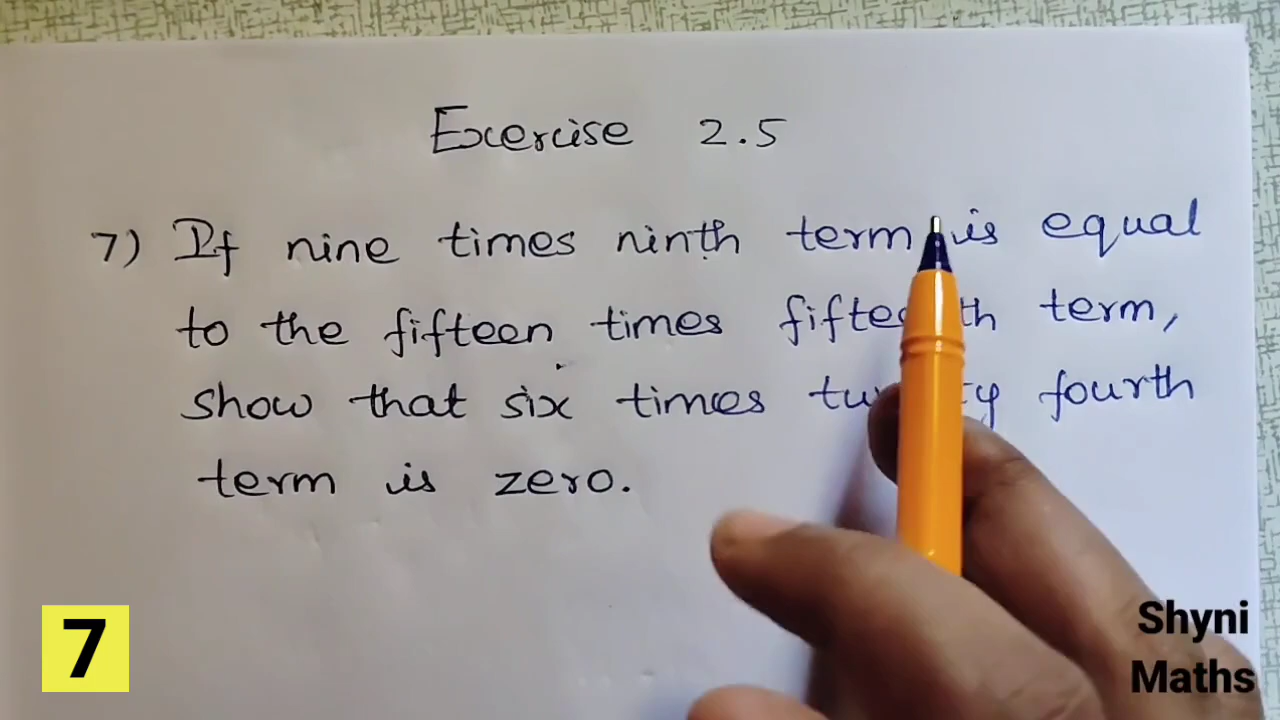 Exercise 2.5
7) If nine times ninth term is equal
to the fifteen times term,
show that six times fourth
term is zero.
7
Shyni
Maths